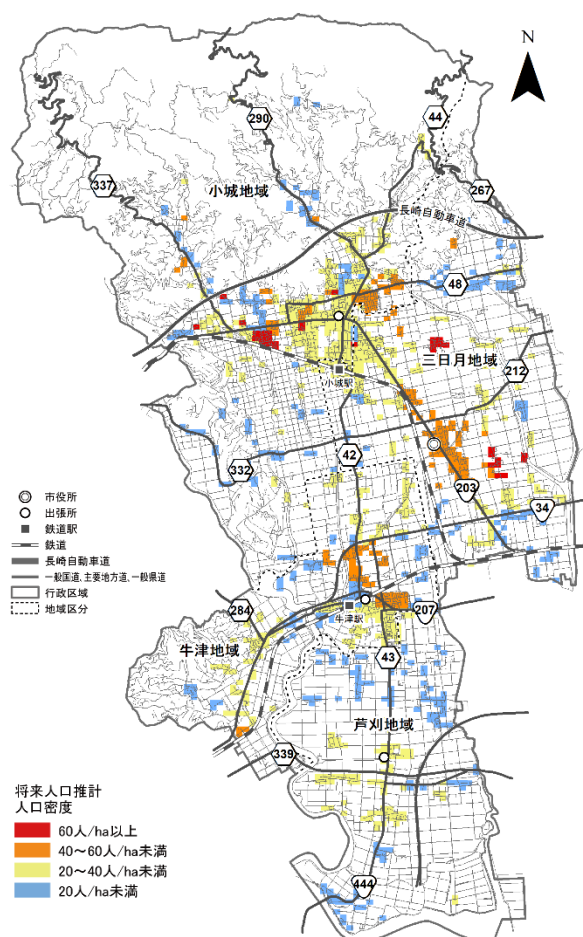 N
290
44
337
小城地域
267
長崎自動車道
48
三日月地域
212
小城駅
42
332
203
34
市役所
出張所
鉄道駅
鉄道
長崎自動車道
一般国道，主要地方道，一般県道
行政区域
地域区分
284
207
牛津駅
牛津地域
43
芦刈地域
339
将来人口推計
人口密度
60人/ha以上
40～60人/ha未満
20～40人/ha未満
20人/ha未満
444